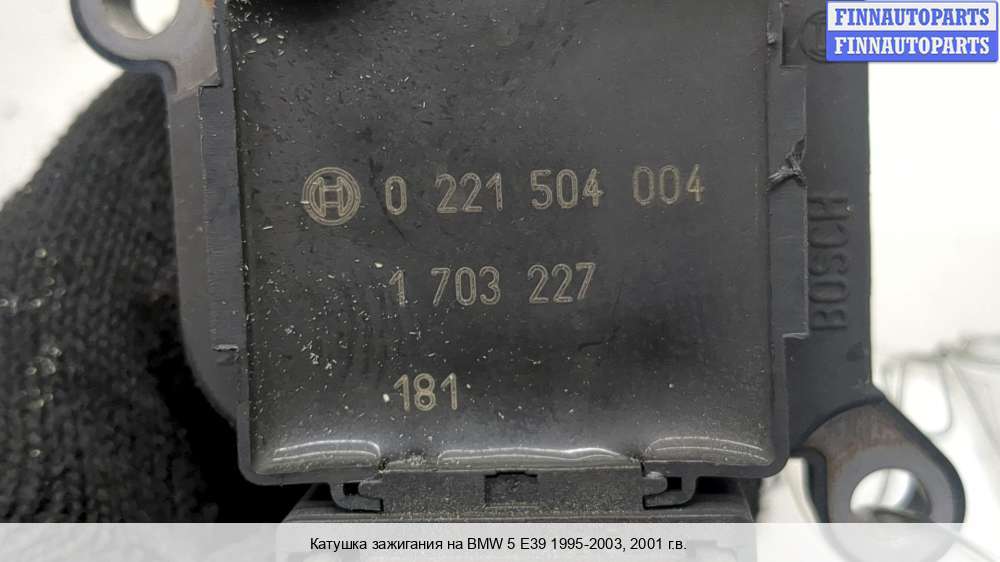 FINNAUTOPARTS
FINNAUTOPARTS
0 221 504 004
1 703 227
181
BOSCH
Катушка зажигания на BMW 5 E39 1995-2003, 2001 г.в.